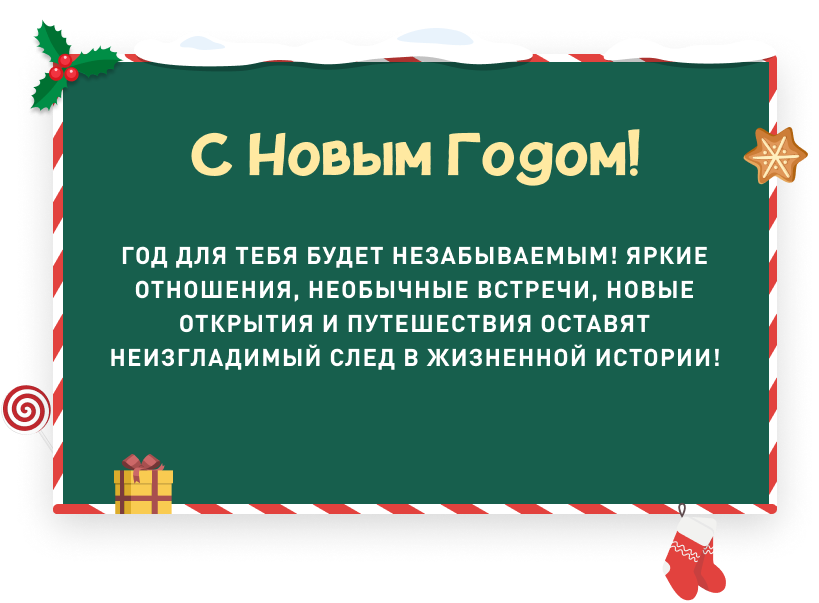 С Новым Годом!
ГОД ДЛЯ ТЕБЯ БУДЕТ НЕЗАБЫВАЕМЫМ! ЯРКИЕ
ОТНОШЕНИЯ, НЕОБЫЧНЫЕ ВСТРЕЧИ, НОВЫЕ
ОТКРЫТИЯ И ПУТЕШЕСТВИЯ ОСТАВЯТ
НЕИЗГЛАДИМЫЙ СЛЕД В ЖИЗНЕННОЙ ИСТОРИИ!